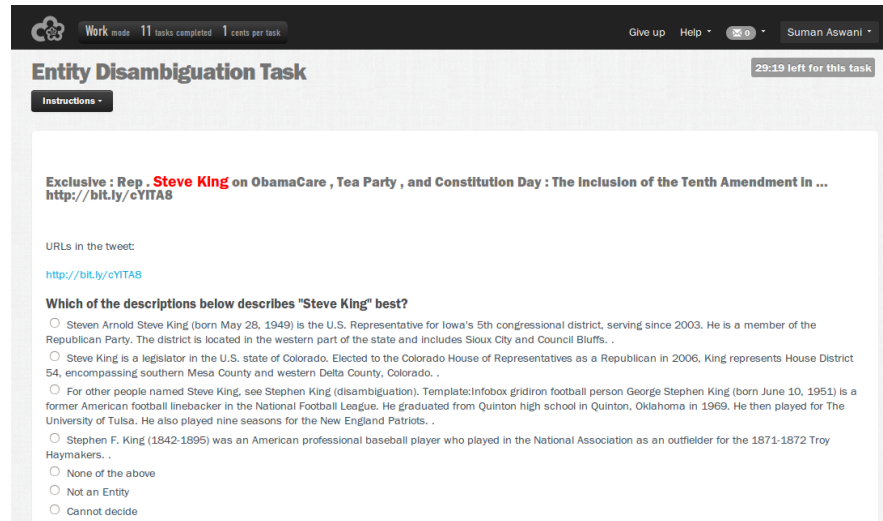 Work mode 11 tasks completed 1 cents per task
Give up Help 0 Suman Aswani
Entity Disambiguation Task
29:19 left for this task
Instructions
Exclusive : Rep . Steve King on ObamaCare , Tea Party , and Constitution Day : The Inclusion of the Tenth Amendment in ...
http://bit.ly/cYITA8
URLs in the tweet:
http://bit.ly/cYITA8
Which of the descriptions below describes "Steve King" best?
Steven Arnold Steve King (born May 28, 1949) is the U.S. Representative for Iowa's 5th congressional district, serving since 2003. He is a member of the
Republican Party. The district is located in the western part of the state and includes Sioux City and Council Bluffs. .
Steve King is a legislator in the U.S. state of Colorado. Elected to the Colorado House of Representatives as a Republican in 2006, King represents House District
54, encompassing southern Mesa County and western Delta County, Colorado. .
For other people named Steve King, see Stephen King (disambiguation). Template:Infobox gridiron football person George Stephen King (born June 10, 1951) is a
former American football linebacker in the National Football League. He graduated from Quinton high school in Quinton, Oklahoma in 1969. He then played for The
University of Tulsa. He also played nine seasons for the New England Patriots. .
Stephen F. King (1842-1895) was an American professional baseball player who played in the National Association as an outfielder for the 1871-1872 Troy
Haymakers. .
None of the above
Not an Entity
Cannot decide